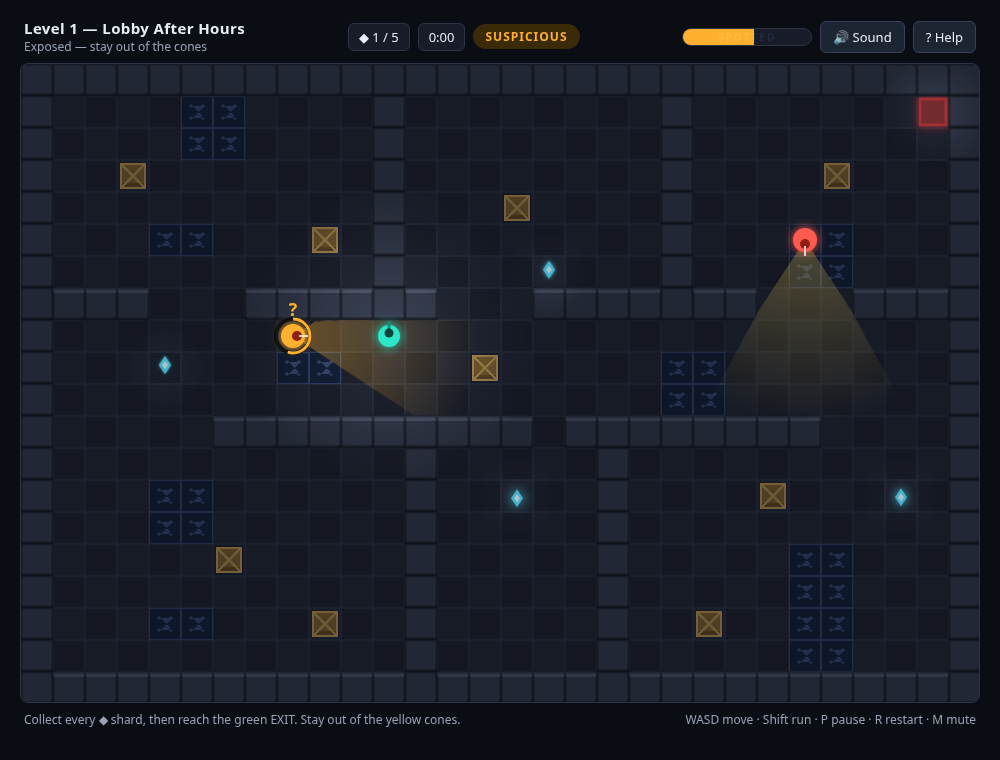 Level 1 — Lobby After Hours
Exposed — stay out of the cones
◆ 1 / 5
0:00
SUSPICIOUS
SPOTTED
🔊 Sound
? Help
?
Collect every ◆ shard, then reach the green EXIT. Stay out of the yellow cones.
WASD move · Shift run · P pause · R restart · M mute